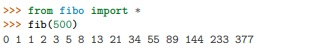 >>> from fibo import *
>>> fib(500)
0 1 1 2 3 5 8 13 21 34 55 89 144 233 377